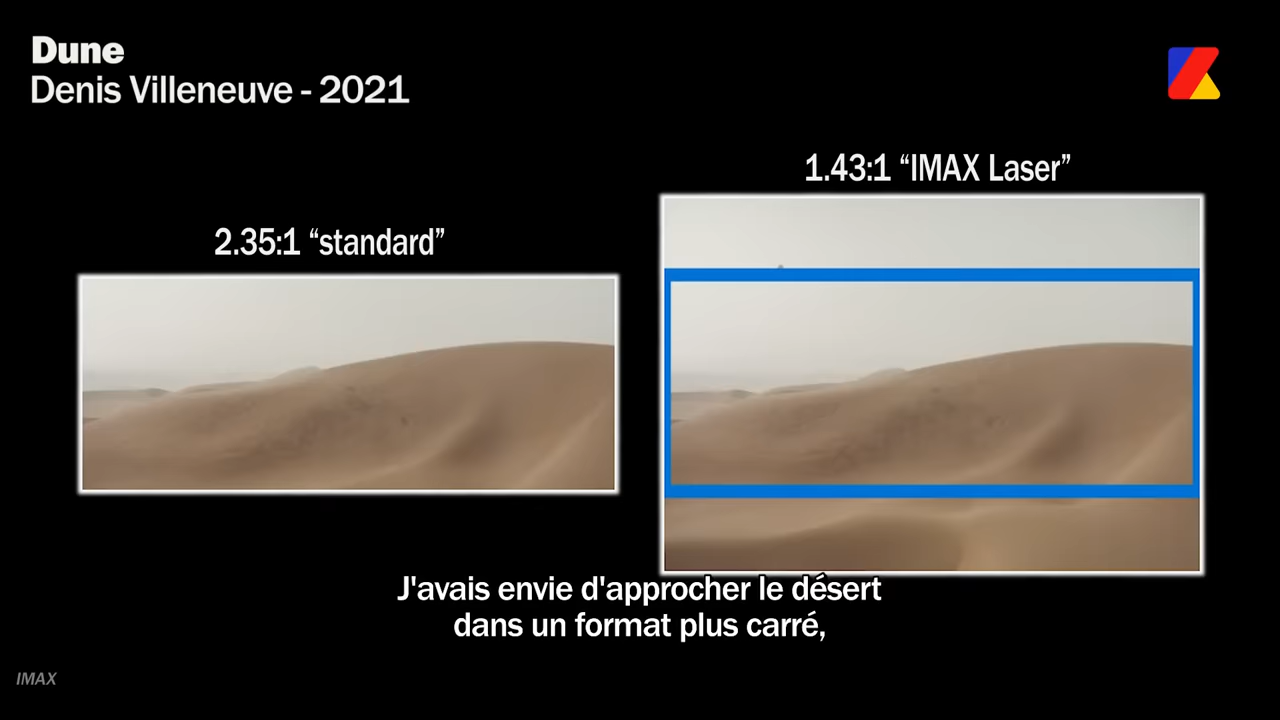 Dune
Denis Villeneuve - 2021
1.43:1 “IMAX Laser”
2.35:1 “standard”
J'avais envie d'approcher le désert
dans un format plus carré,
IMAX